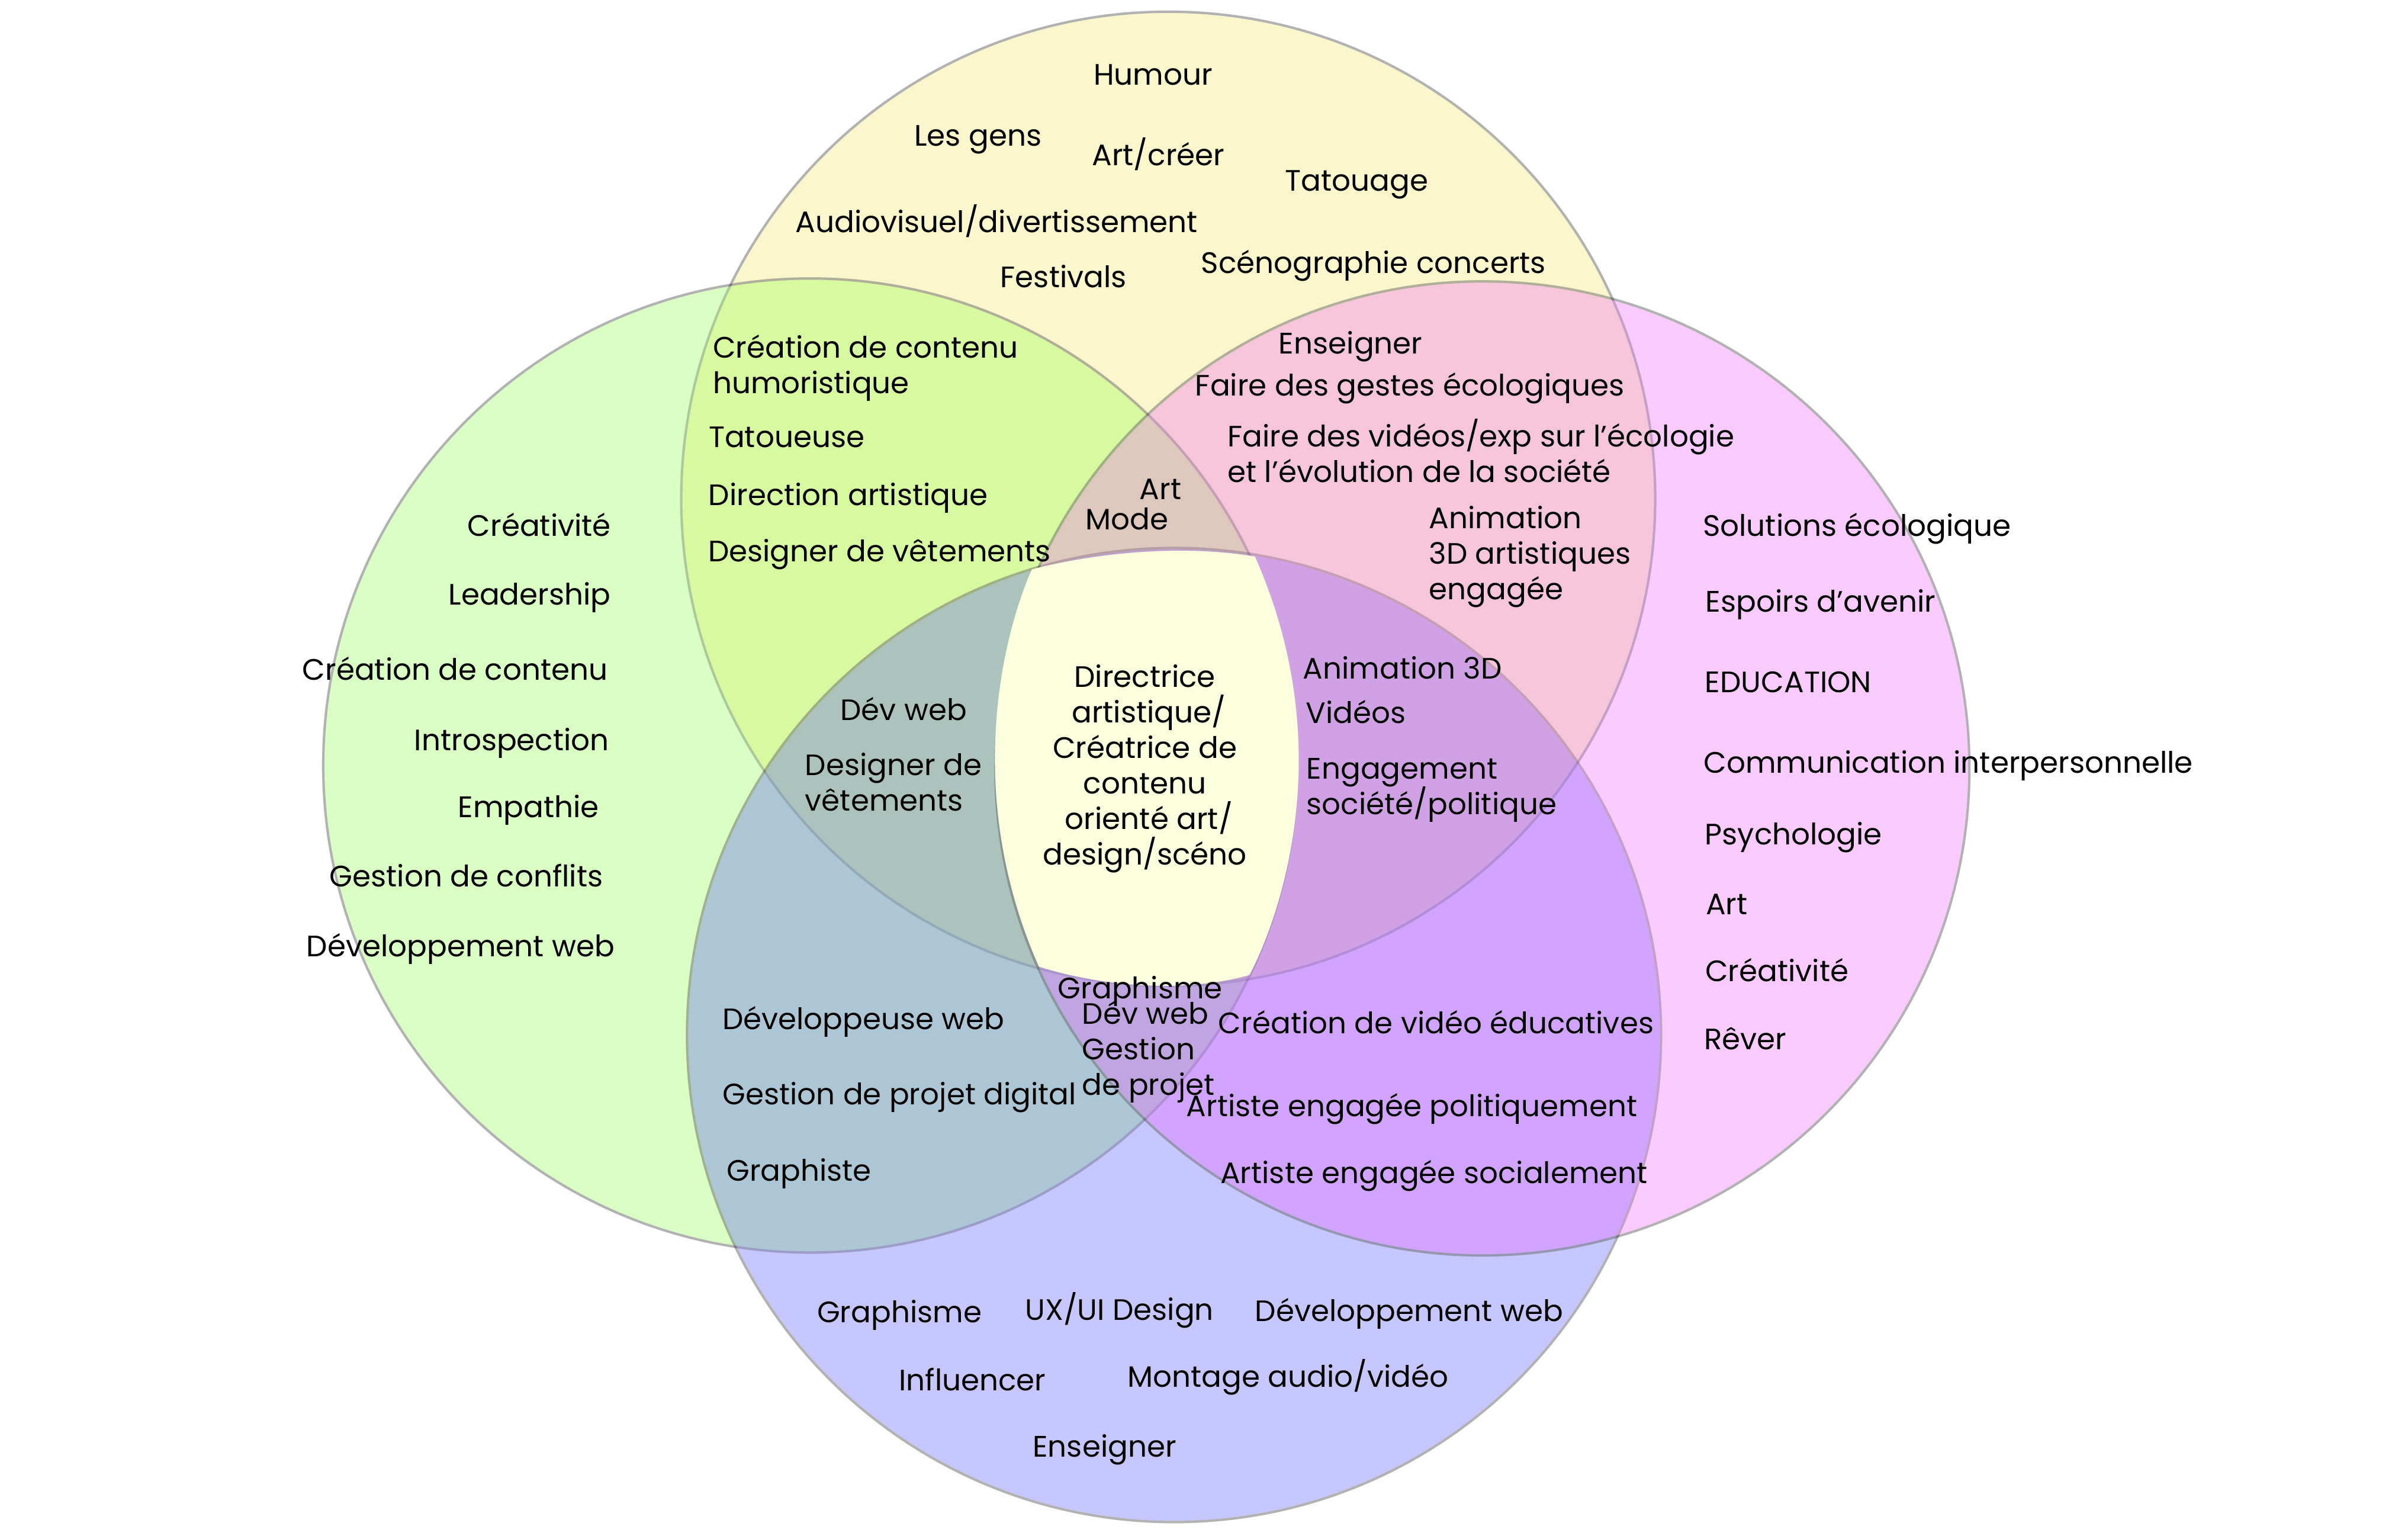 Humour
Les gens
Art/créer
Tatouage
Audiovisuel/divertissement
Scénographie concerts
Festivals
Création de contenu
humoristique
Tatoueuse
Direction artistique
Designer de vêtements
Enseigner
Faire des gestes écologiques
Faire des vidéos/exp sur l’écologie
et l’évolution de la société
Animation
3D artistiques
engagée
Art
Mode
Créativité
Leadership
Création de contenu
Introspection
Empathie
Gestion de conflits
Développement web
Dév web
Designer de
vêtements
Directrice
artistique/
Créatrice de
contenu
orienté art/
design/scéno
Animation 3D
Vidéos
Engagement
société/politique
Solutions écologique
Espoirs d’avenir
EDUCATION
Communication interpersonnelle
Psychologie
Art
Créativité
Rêver
Développeuse web
Gestion de projet digital
Graphiste
Graphisme
Dév web
Gestion
de projet
Création de vidéo éducatives
Artiste engagée politiquement
Artiste engagée socialement
Graphisme
UX/UI Design
Développement web
Influencer
Montage audio/vidéo
Enseigner